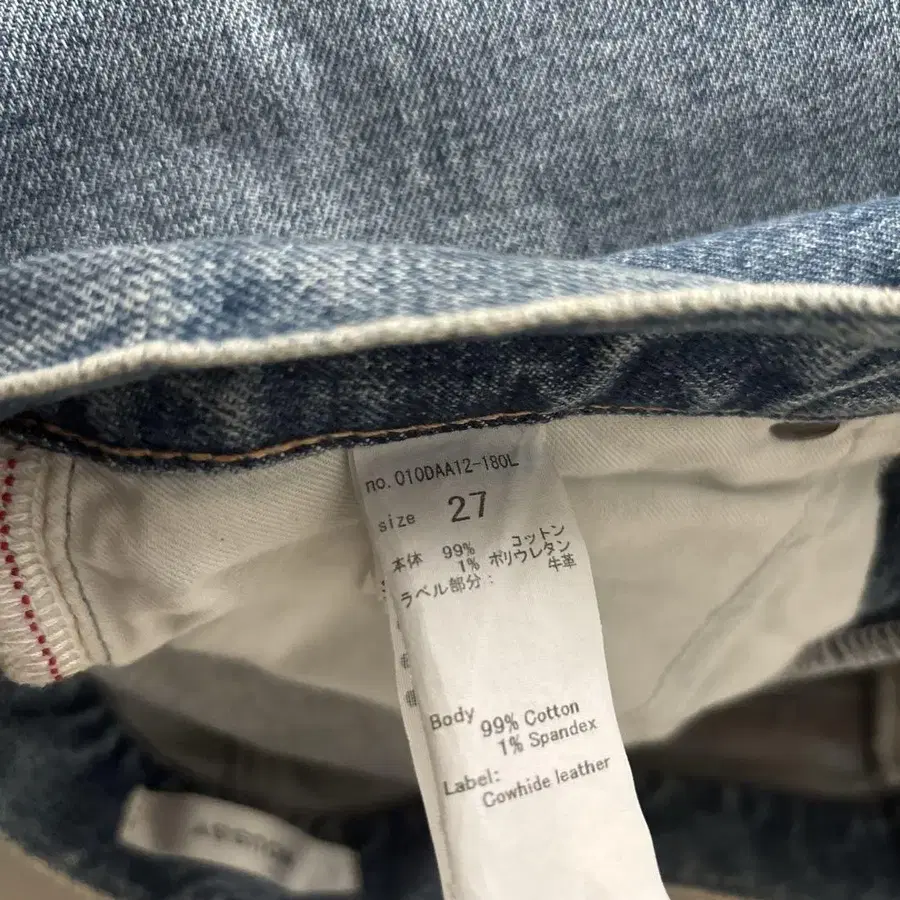 no.010DAA12-180L
size 27
本体 99% コットン
1% ポリウレタン
ラベル部分: 牛革
Body 99% Cotton
1% Spandex
Label:
Cowhide leather